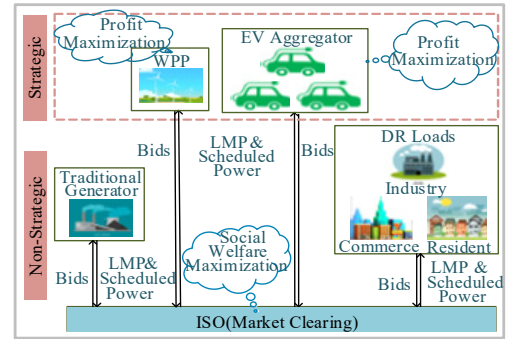 Strategic
Profit
Maximization
WPP
EV Aggregator
Profit
Maximization
Bids
LMP &
Scheduled
Power
Bids
Non-Strategic
Traditional
Generator
DR Loads
Industry
Commerce
Resident
Social
Welfare
Maximization
Bids
LMP&
Scheduled
Power
Bids
LMP &
Scheduled
Power
ISO(Market Clearing)